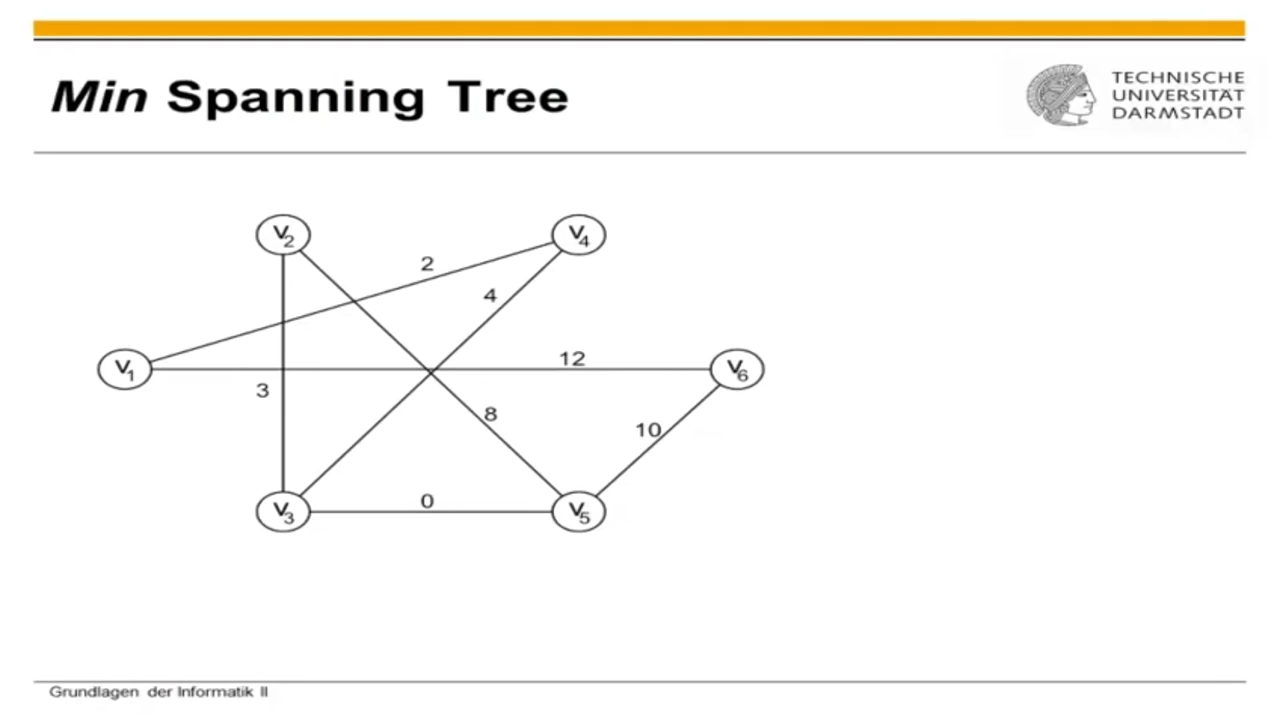 Min Spanning Tree
TECHNISCHE
UNIVERSITÄT
DARMSTADT
V2
V4
2
4
V1
12
V6
3
8
10
0
V3
V5
Grundlagen der Informatik II